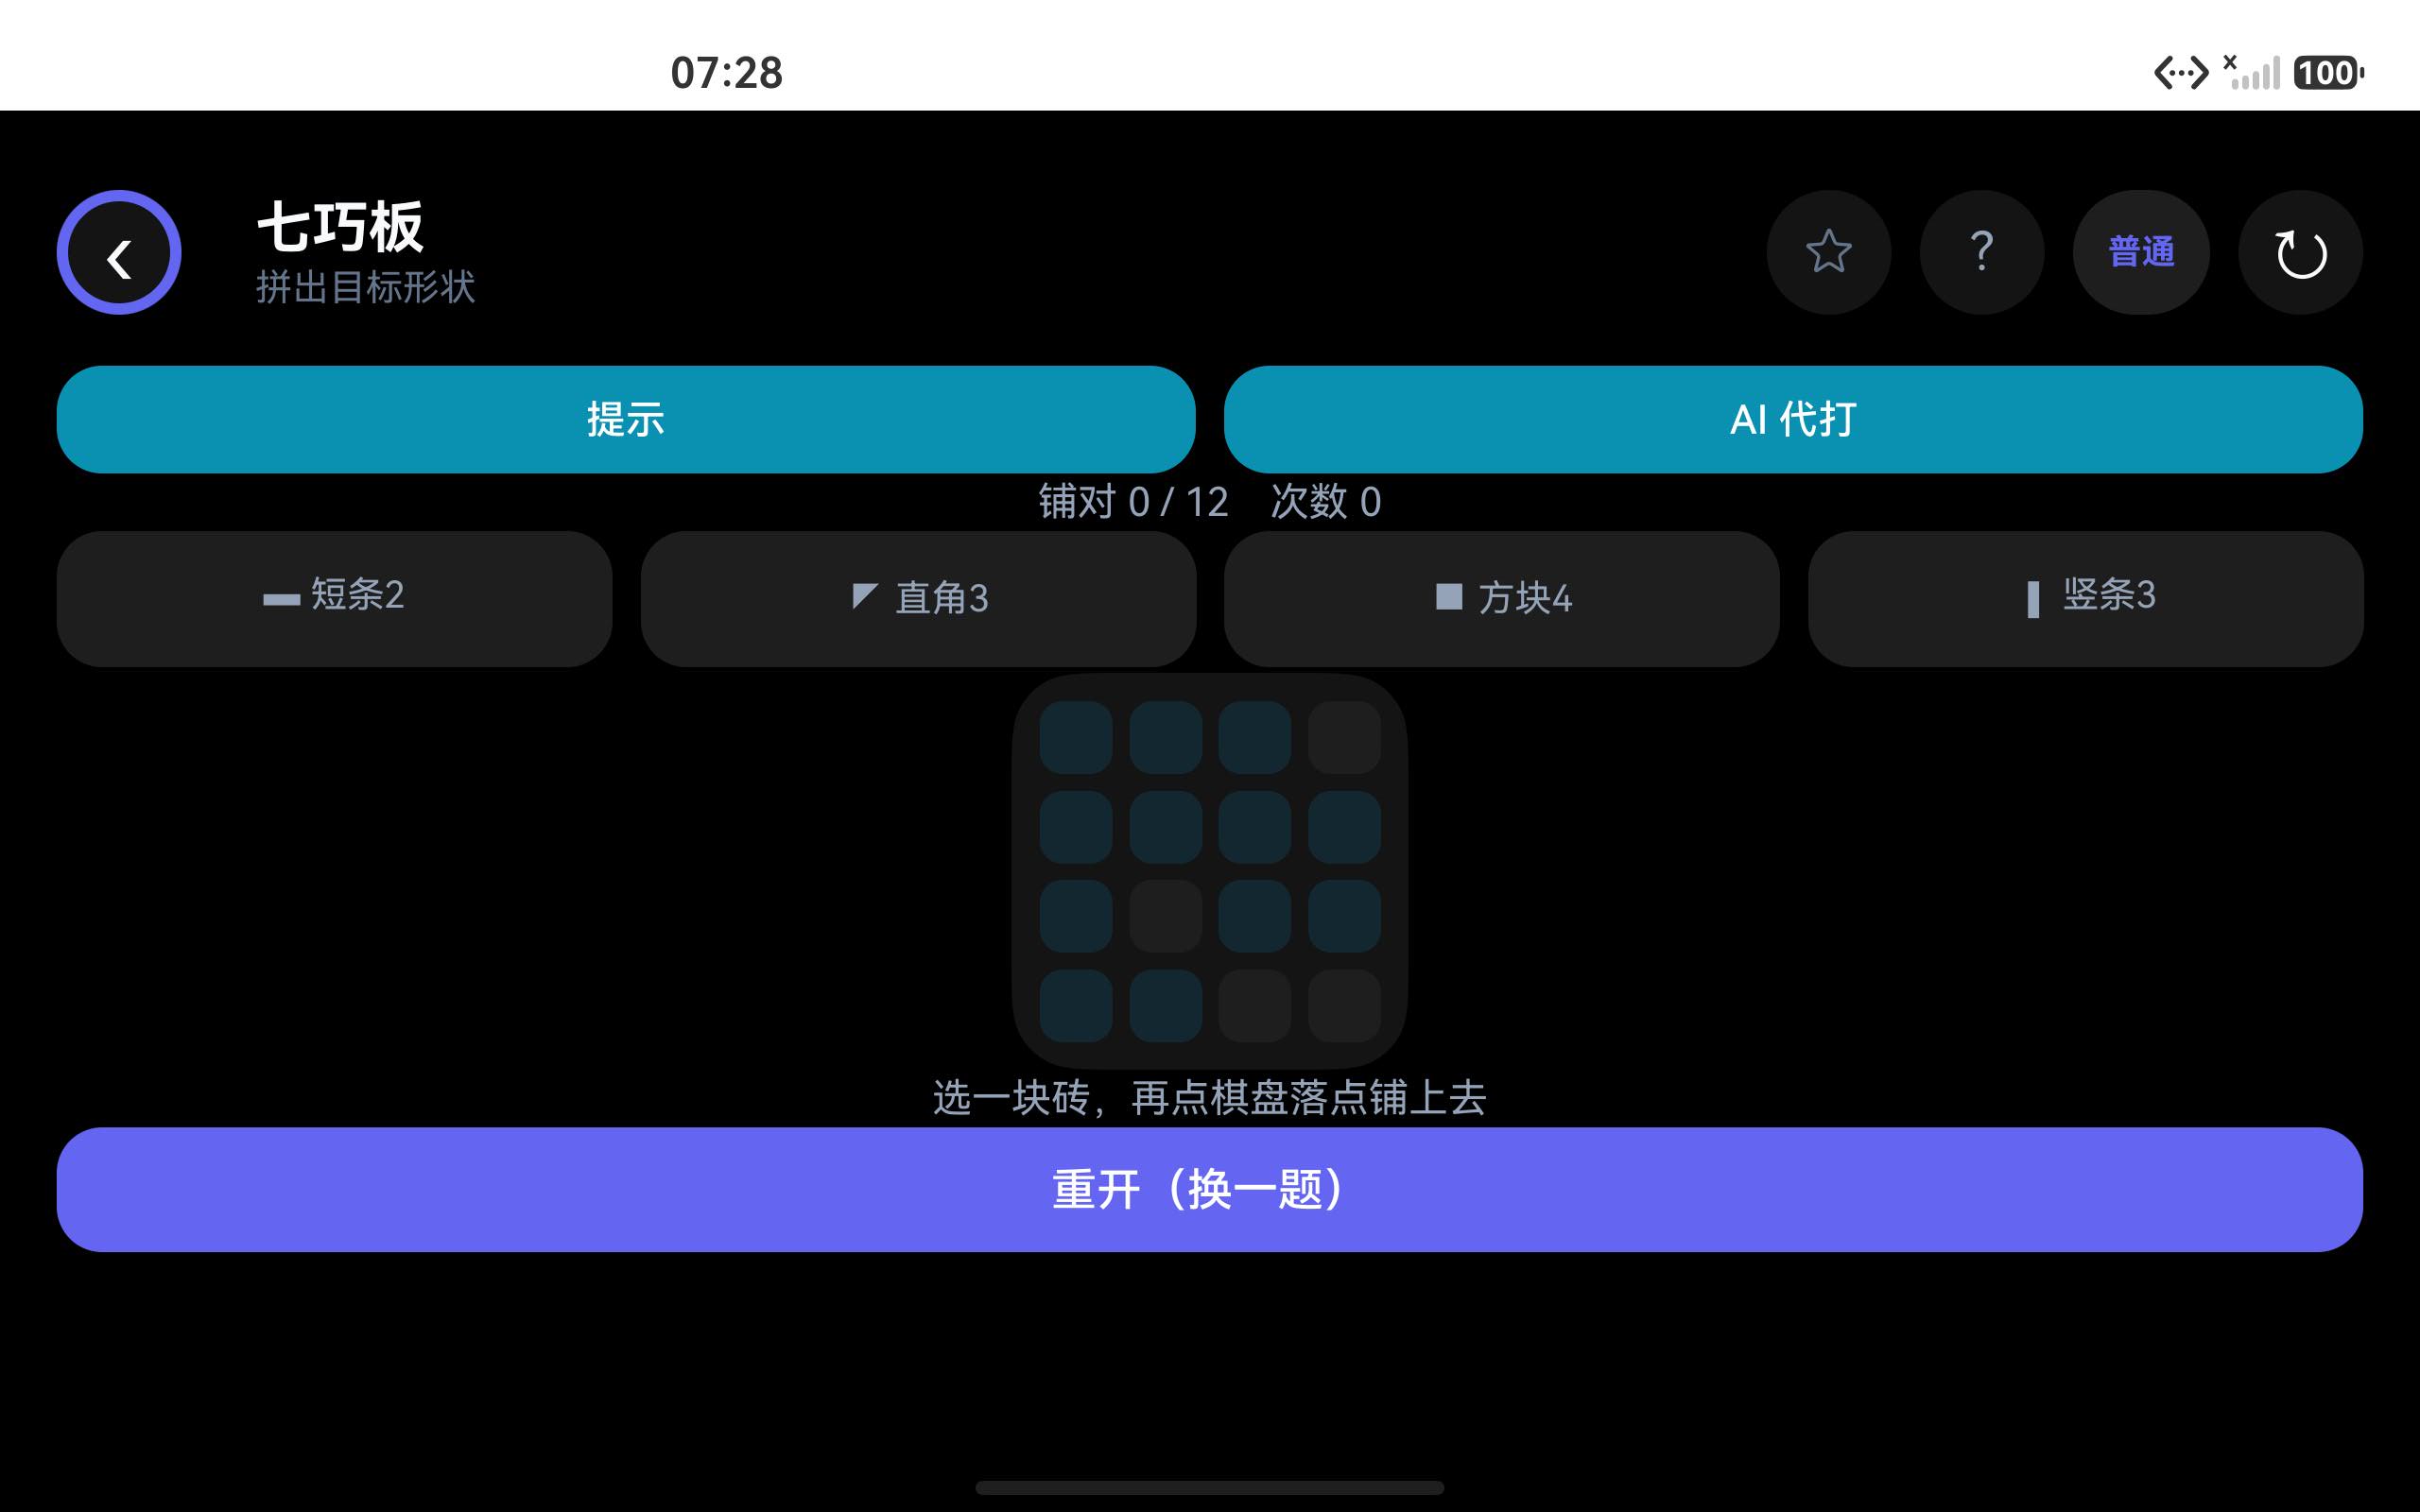 07:28
100
七巧板
拼出目标形状
?
普通
提示
AI 代打
铺对 0 / 12 次数 0
短条2
直角3
方块4
竖条3
选一块砖，再点棋盘落点铺上去
重开（换一题）